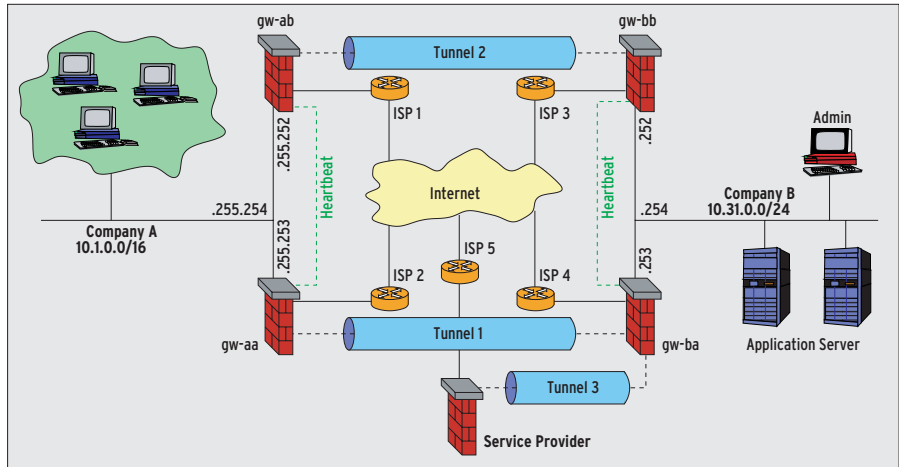 gw-ab
gw-bb
Tunnel 2
ISP 1
ISP 3
Admin
.255.252
Heartbeat
Heartbeat
.252
Internet
.255.254
Company A
10.1.0.0/16
.254
Company B
10.31.0.0/24
.255.253
ISP 5
.253
ISP 2
ISP 4
gw-aa
Tunnel 1
gw-ba
Application Server
Tunnel 3
Service Provider